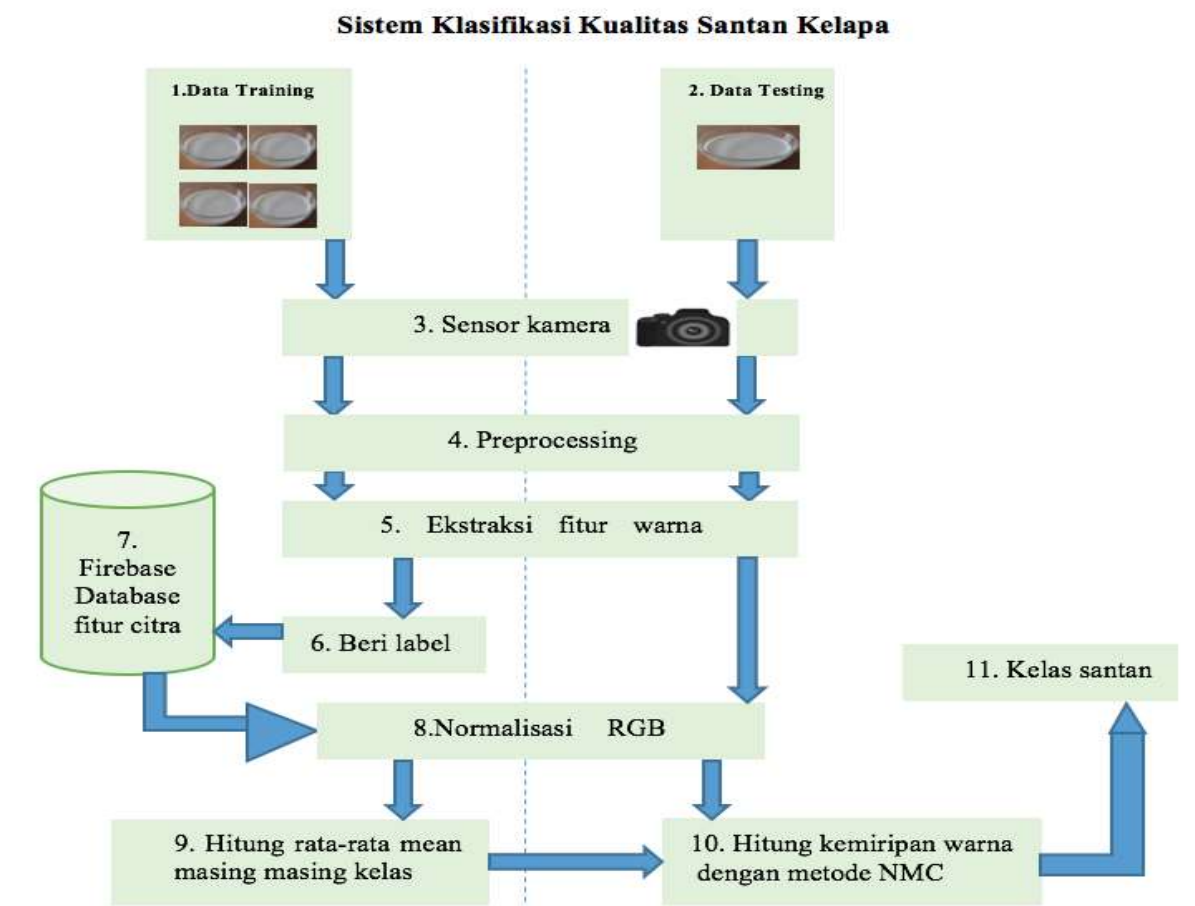 Sistem Klasifikasi Kualitas Santan Kelapa
1.Data Training
2. Data Testing
3. Sensor kamera
4. Preprocessing
5. Ekstraksi fitur warna
7.
Firebase
Database
fitur citra
6. Beri label
11. Kelas santan
8.Normalisasi RGB
9. Hitung rata-rata mean
masing masing kelas
10. Hitung kemiripan warna
dengan metode NMC